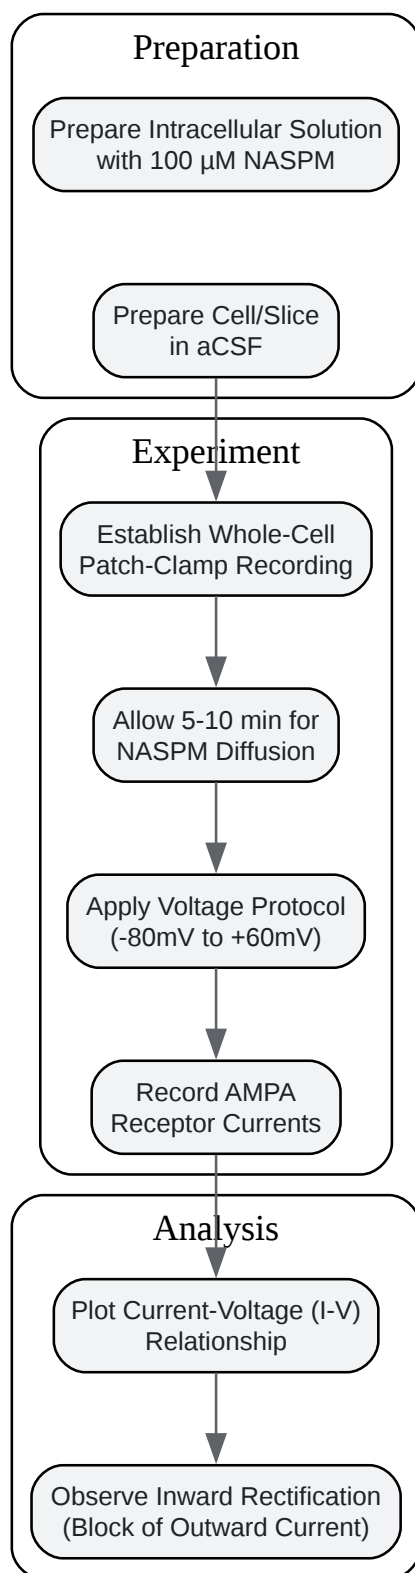 Preparation
Prepare Intracellular Solution
with 100 µM NASPM
Prepare Cell/Slice
in aCSF
Experiment
Establish Whole-Cell
Patch-Clamp Recording
Allow 5-10 min for
NASPM Diffusion
Apply Voltage Protocol
(-80mV to +60mV)
Record AMPA
Receptor Currents
Analysis
Plot Current-Voltage (I-V)
Relationship
Observe Inward Rectification
(Block of Outward Current)